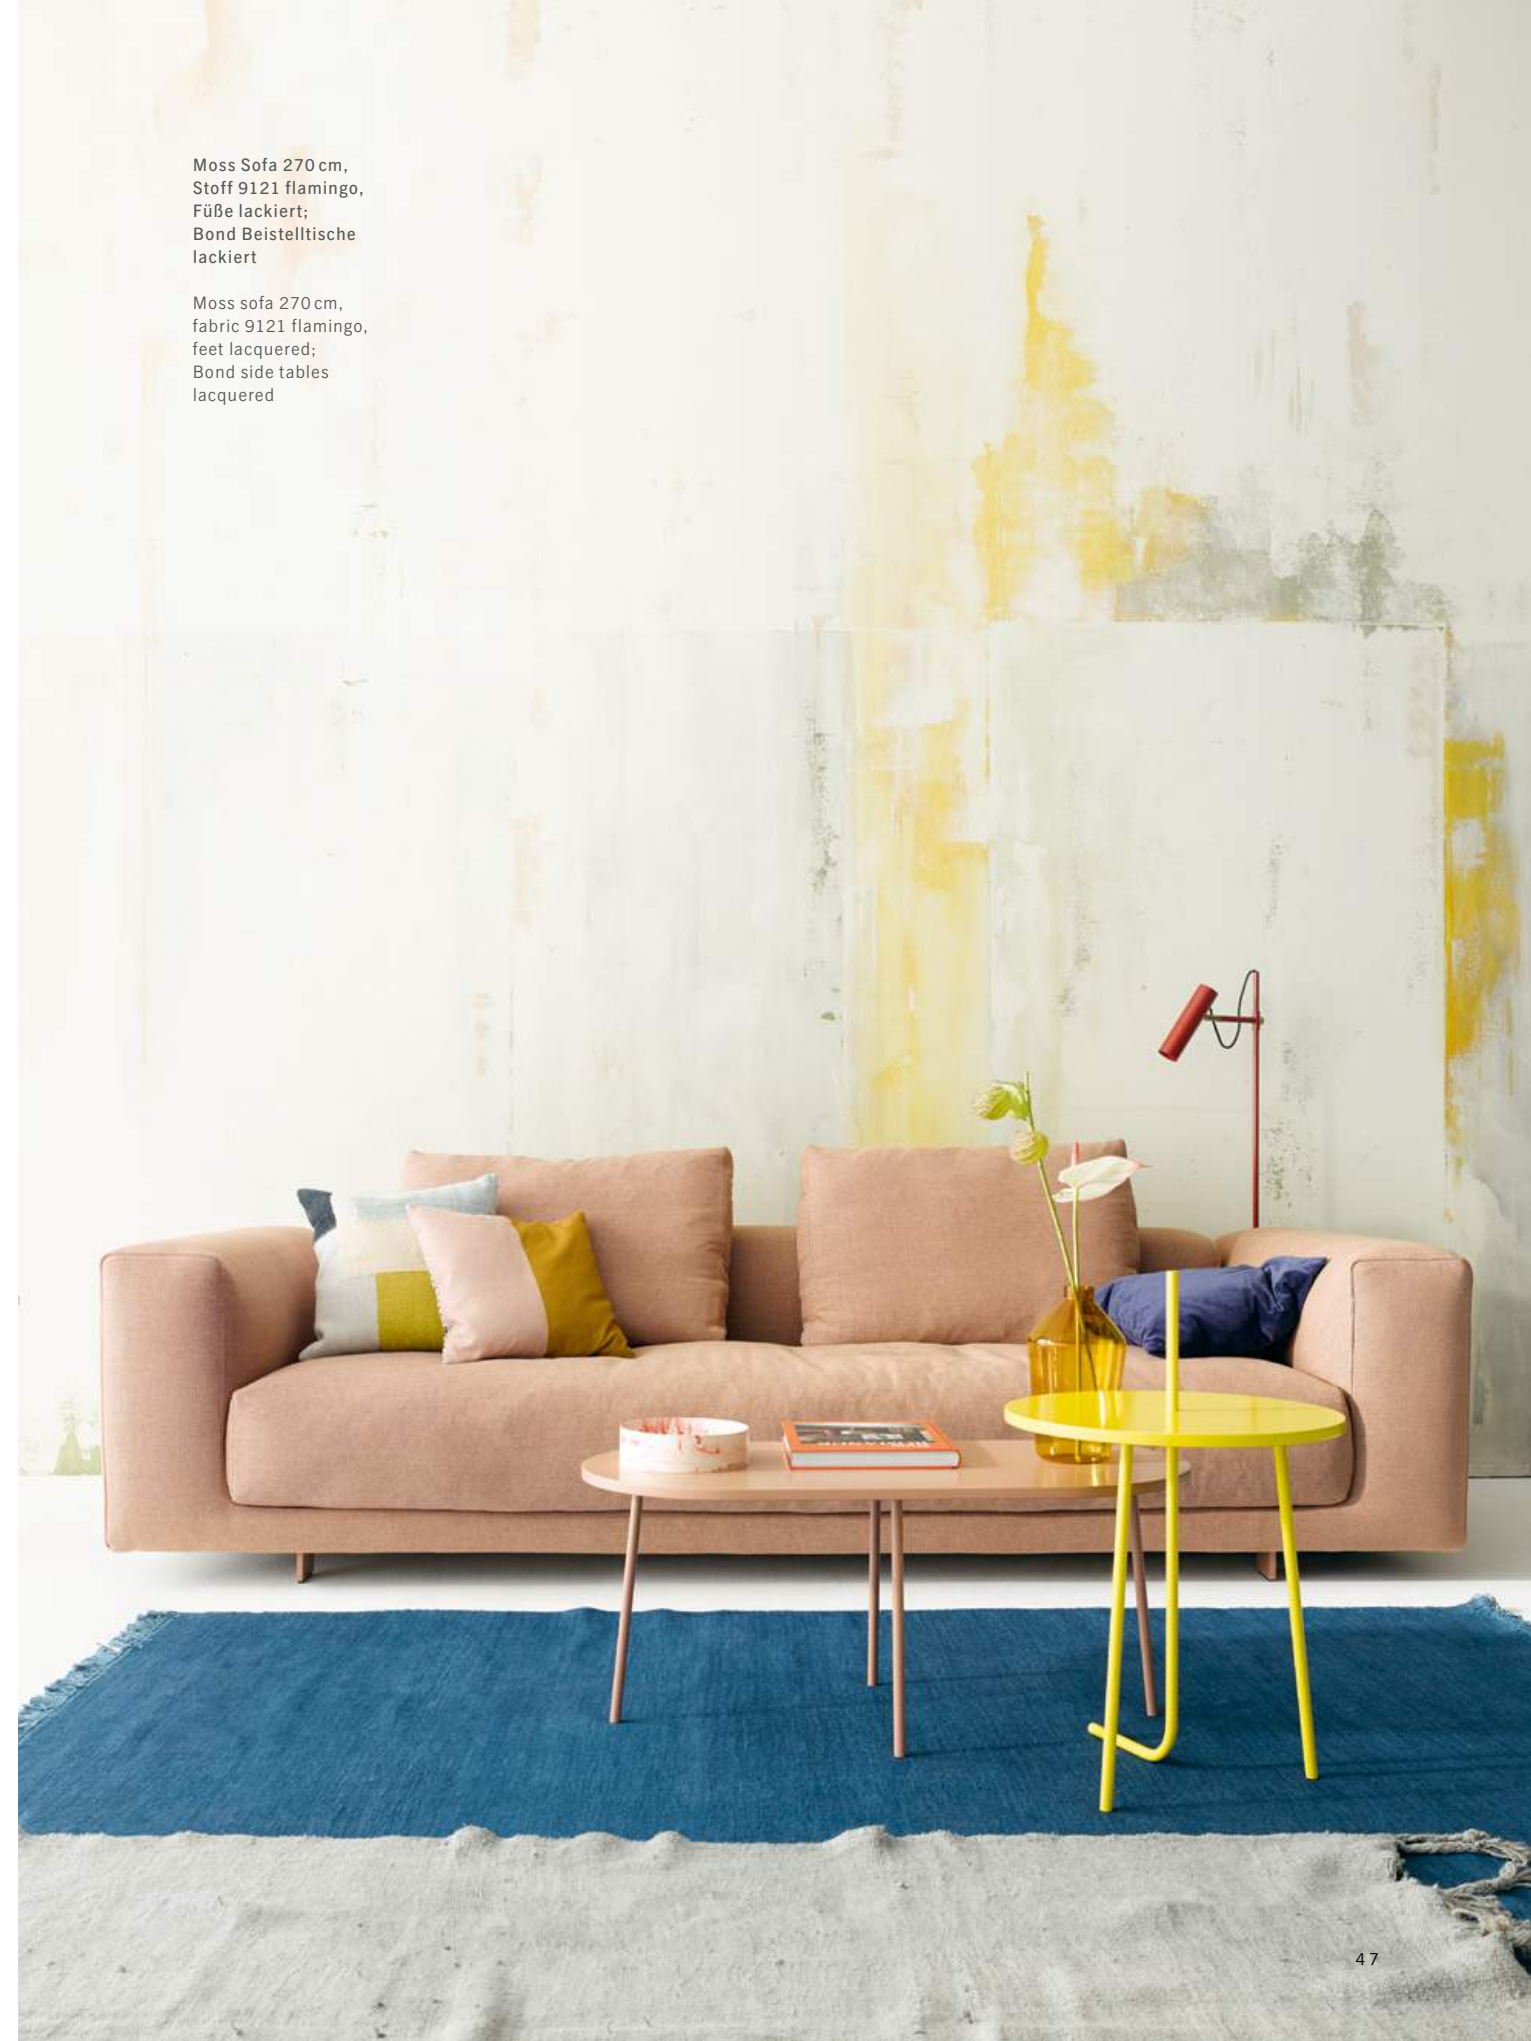 Moss Sofa 270 cm,
Stoff 9121 flamingo,
Füße lackiert;
Bond Beistelltische
lackiert
Moss sofa 270 cm,
fabric 9121 flamingo,
feet lacquered;
Bond side tables
lacquered
47